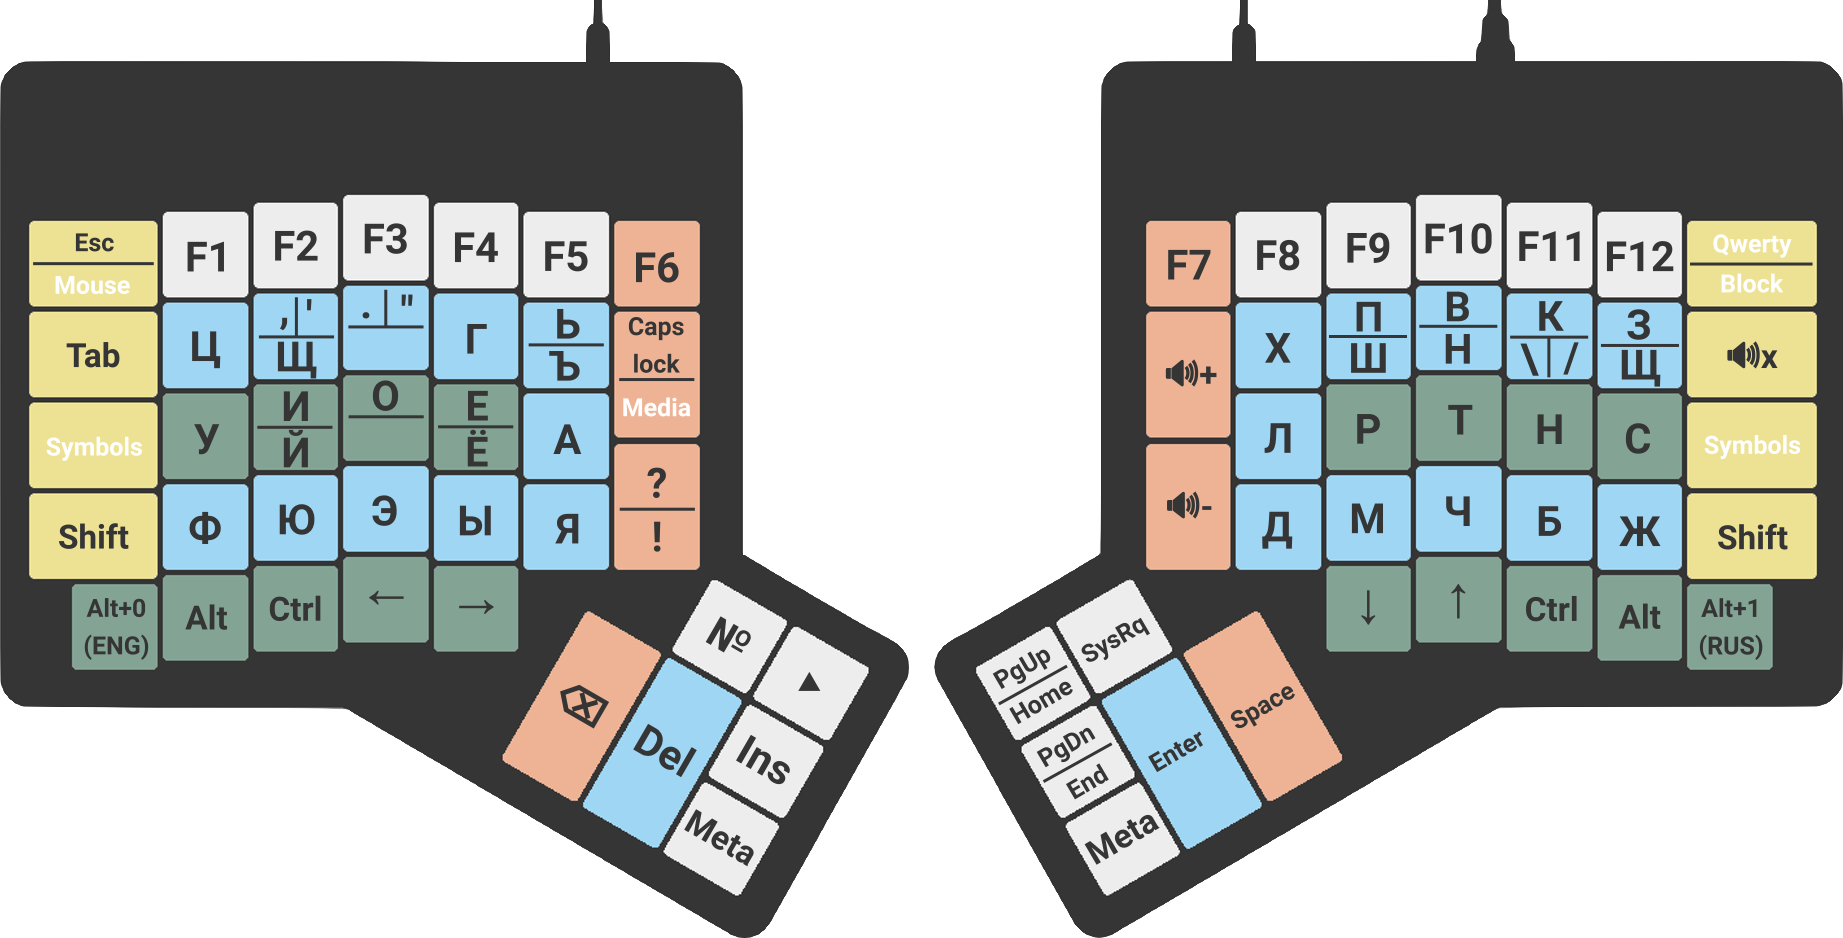 Esc
Mouse
F1
F2
F3
F4
F5
F6
Tab
Ц
,|'
Щ
.|"
Г
Ь
Ъ
Caps
lock
Media
Symbols
У
И
Й
О
Е
Ё
А
?
!
Shift
Ф
Ю
Э
Ы
Я
Alt+0
(ENG)
Alt
Ctrl
←
→
№
▶
Del
Ins
Meta
F7
F8
F9
F10
F11
F12
Qwerty
Block
+
Х
П
Ш
В
Н
К
\|/
З
Щ
x
-
Л
Р
Т
Н
С
Symbols
Д
М
Ч
Б
Ж
Shift
↓
↑
Ctrl
Alt
Alt+1
(RUS)
PgUp
Home
SysRq
PgDn
End
Enter
Space
Meta